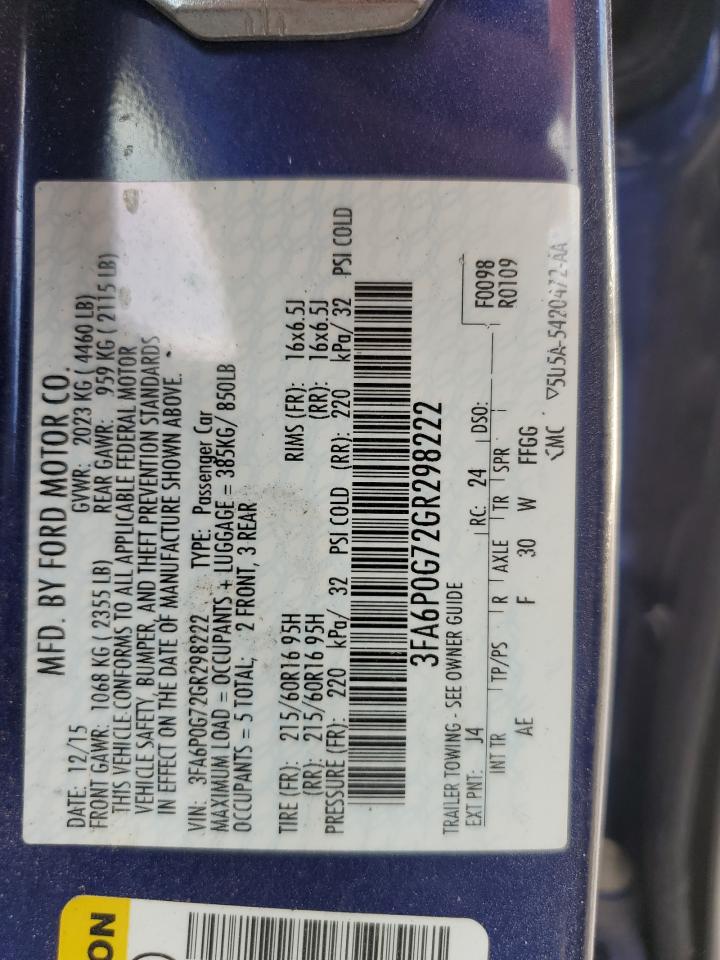 MFD. BY FORD MOTOR CO.
DATE: 12/15 GVWR: 2023 KG ( 4460 LB)
FRONT GAWR: 1068 KG ( 2355 LB) REAR GAWR: 959 KG ( 2115 LB)
THIS VEHICLE CONFORMS TO ALL APPLICABLE FEDERAL MOTOR
VEHICLE SAFETY, BUMPER, AND THEFT PREVENTION STANDARDS
IN EFFECT ON THE DATE OF MANUFACTURE SHOWN ABOVE.
VIN: 3FA6P0G72GR298222 TYPE: Passenger Car
MAXIMUM LOAD = OCCUPANTS + LUGGAGE = 385KG/ 850LB
OCCUPANTS = 5 TOTAL, 2 FRONT, 3 REAR
TIRE (FR): 215/60R16 95H RIMS (FR): 16x6.5J
(RR): 215/60R16 95H (RR): 16x6.5J
PRESSURE (FR): 220 kPa/ 32 PSI COLD (RR): 220 kPa/ 32 PSI COLD
3FA6P0G72GR298222
TRAILER TOWING - SEE OWNER GUIDE
EXT PNT: J4 RC: 24 DSO: F0098
R0109
INT TR TP/PS R AXLE TR SPR
AE F 30 W FFGG
▽5U5A-5420472-AA
ON